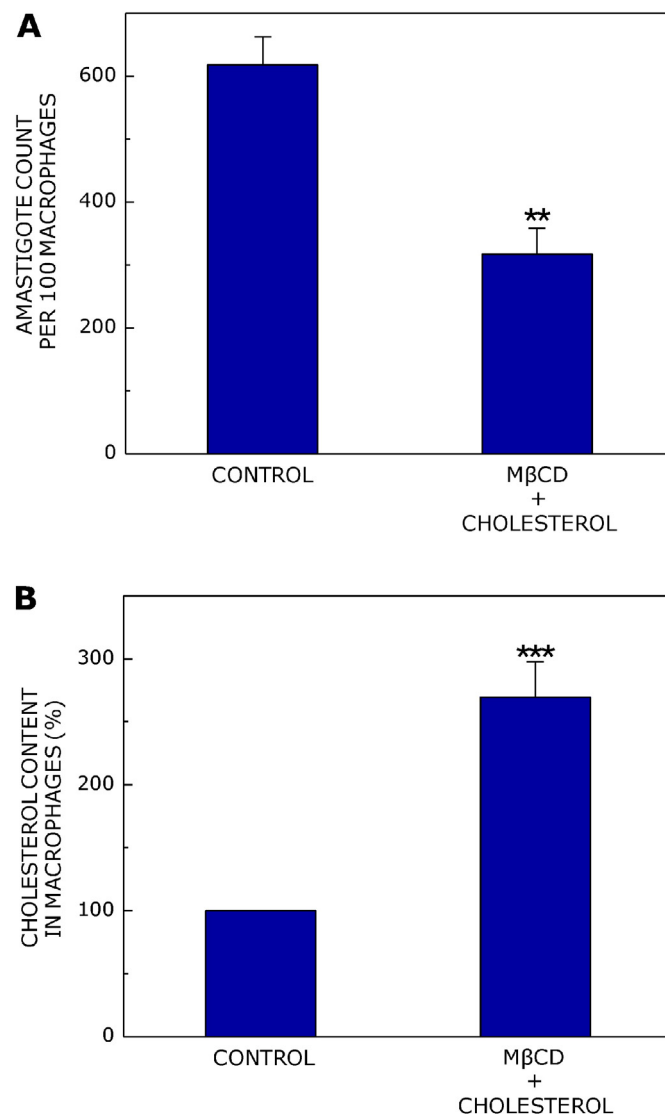 A
AMASTIGOTE COUNT
PER 100 MACROPHAGES
600
400
200
0
**
CONTROL
MβCD
+
CHOLESTEROL
B
CHOLESTEROL CONTENT
IN MACROPHAGES (%)
300
200
100
0
***
CONTROL
MβCD
+
CHOLESTEROL